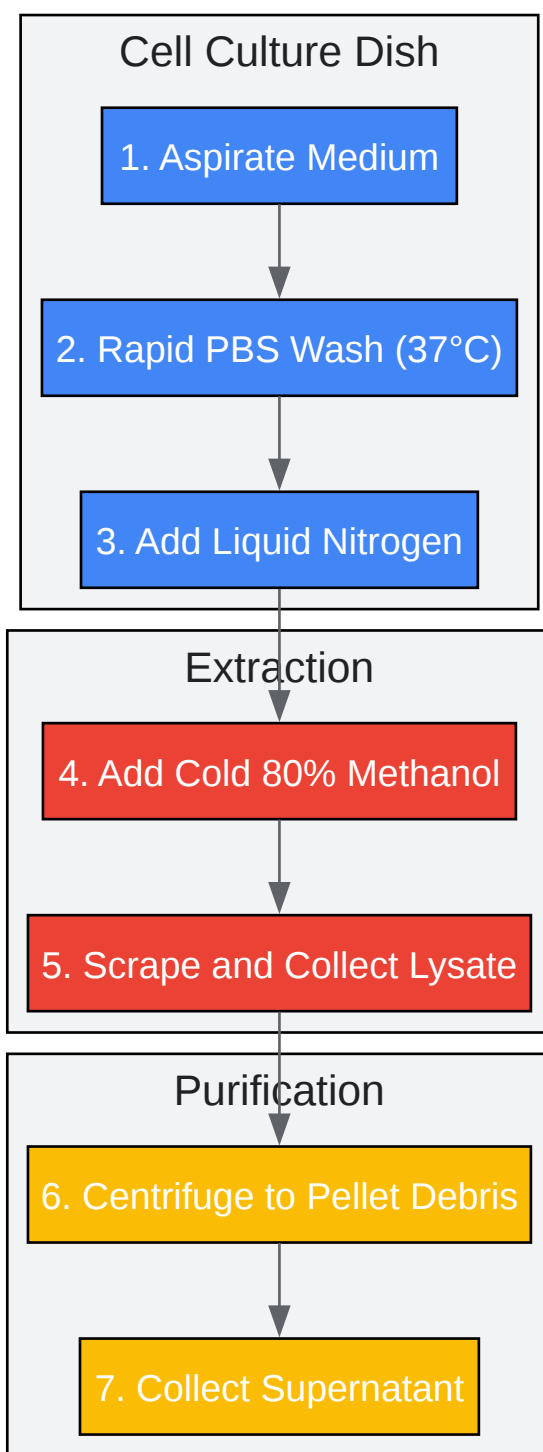 Cell Culture Dish
1. Aspirate Medium
2. Rapid PBS Wash (37°C)
3. Add Liquid Nitrogen
Extraction
4. Add Cold 80% Methanol
5. Scrape and Collect Lysate
Purification
6. Centrifuge to Pellet Debris
7. Collect Supernatant